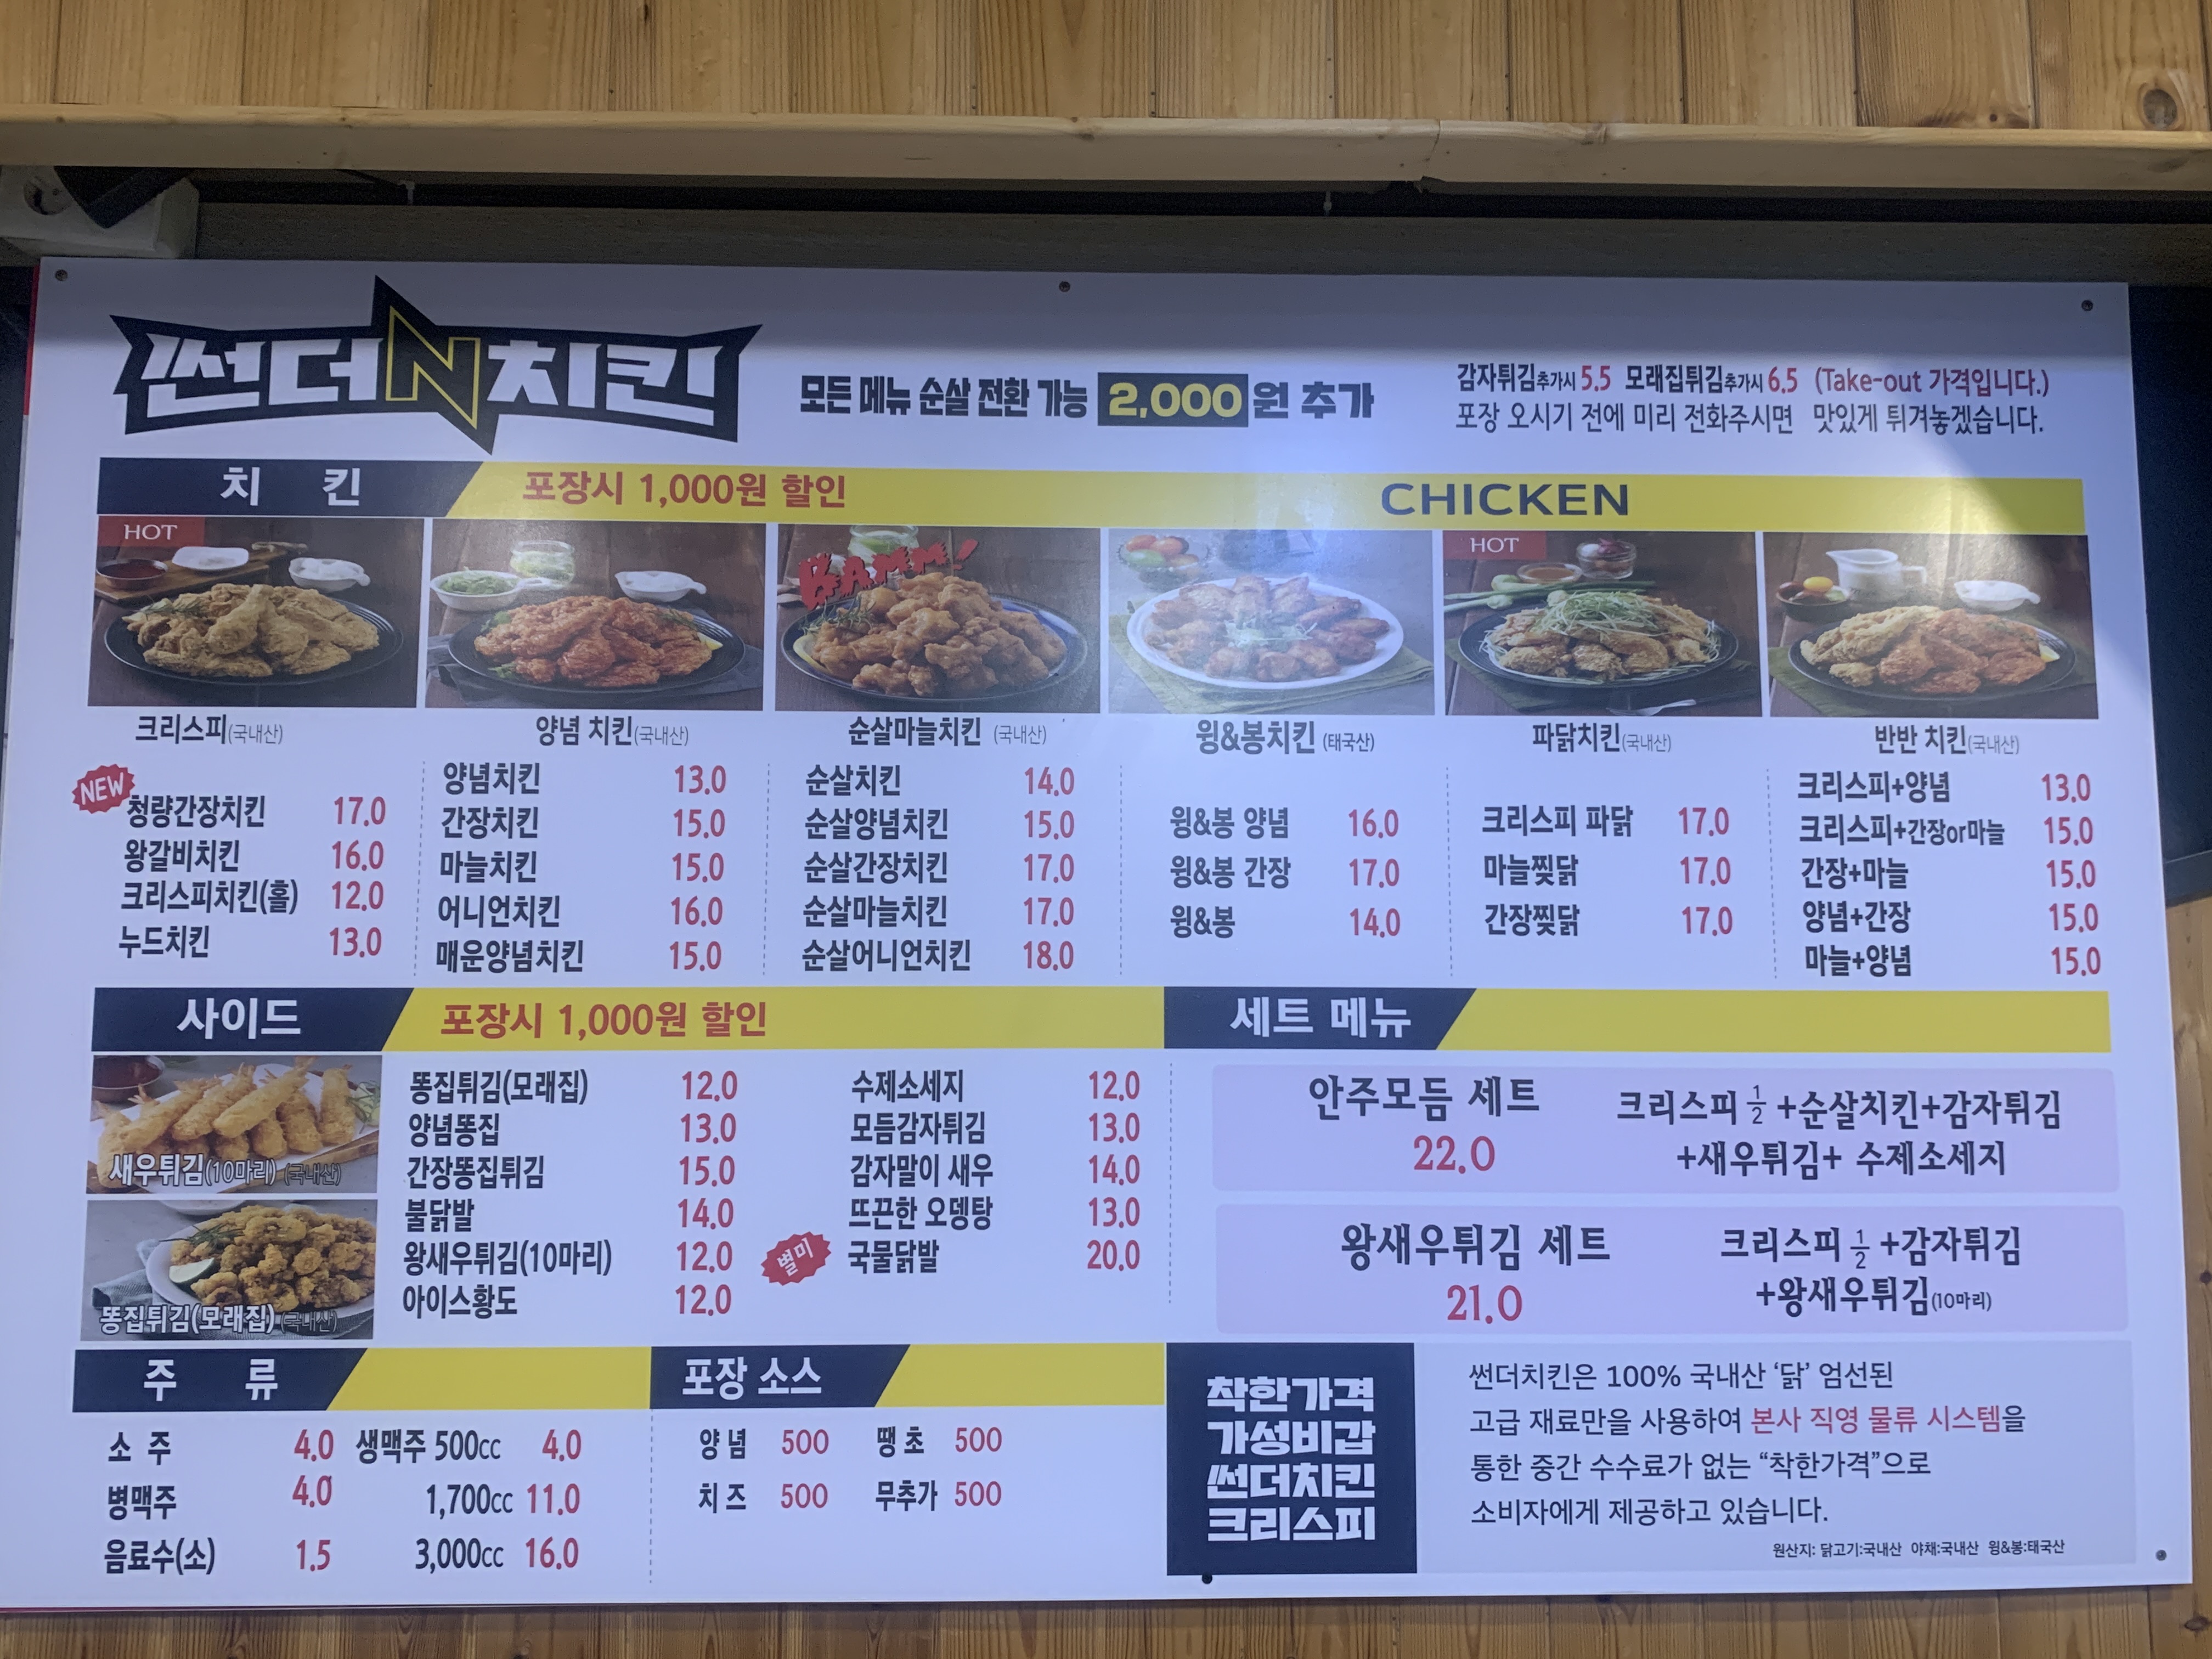 썬더N치킨
모든 메뉴 순살 전환 가능 2,000원 추가
감자튀김추가시 5.5 모래집튀김추가시 6.5 (Take-out 가격입니다.)
포장 오시기 전에 미리 전화주시면 맛있게 튀겨놓겠습니다.
치 킨 포장시 1,000원 할인 CHICKEN
HOT
BAMM!
HOT
크리스피(국내산)
NEW
청량간장치킨 17.0
왕갈비치킨 16.0
크리스피치킨(홀) 12.0
누드치킨 13.0
양념 치킨(국내산)
양념치킨 13.0
간장치킨 15.0
마늘치킨 15.0
어니언치킨 16.0
매운양념치킨 15.0
순살마늘치킨 (국내산)
순살치킨 14.0
순살양념치킨 15.0
순살간장치킨 17.0
순살마늘치킨 17.0
순살어니언치킨 18.0
윙&봉치킨 (태국산)
윙&봉 양념 16.0
윙&봉 간장 17.0
윙&봉 14.0
파닭치킨(국내산)
크리스피 파닭 17.0
마늘찢닭 17.0
간장찢닭 17.0
반반 치킨(국내산)
크리스피+양념 13.0
크리스피+간장or마늘 15.0
간장+마늘 15.0
양념+간장 15.0
마늘+양념 15.0
사이드 포장시 1,000원 할인
새우튀김(10마리) (국내산)
똥집튀김(모래집) (국내산)
똥집튀김(모래집) 12.0
양념똥집 13.0
간장똥집튀김 15.0
불닭발 14.0
왕새우튀김(10마리) 12.0
아이스황도 12.0
수제소세지 12.0
모듬감자튀김 13.0
감자말이 새우 14.0
뜨끈한 오뎅탕 13.0
별미 국물닭발 20.0
세트 메뉴
안주모듬 세트
22.0
크리스피 1/2 +순살치킨+감자튀김
+새우튀김+ 수제소세지
왕새우튀김 세트
21.0
크리스피 1/2 +감자튀김
+왕새우튀김(10마리)
주 류
소 주 4.0
병맥주 4.0
음료수(소) 1.5
생맥주 500cc 4.0
1,700cc 11.0
3,000cc 16.0
포장 소스
양 념 500 땡 초 500
치 즈 500 무추가 500
착한가격
가성비갑
썬더치킨
크리스피
썬더치킨은 100% 국내산 ‘닭’ 엄선된
고급 재료만을 사용하여 본사 직영 물류 시스템을
통한 중간 수수료가 없는 “착한가격”으로
소비자에게 제공하고 있습니다.
원산지: 닭고기:국내산 야채:국내산 윙&봉:태국산